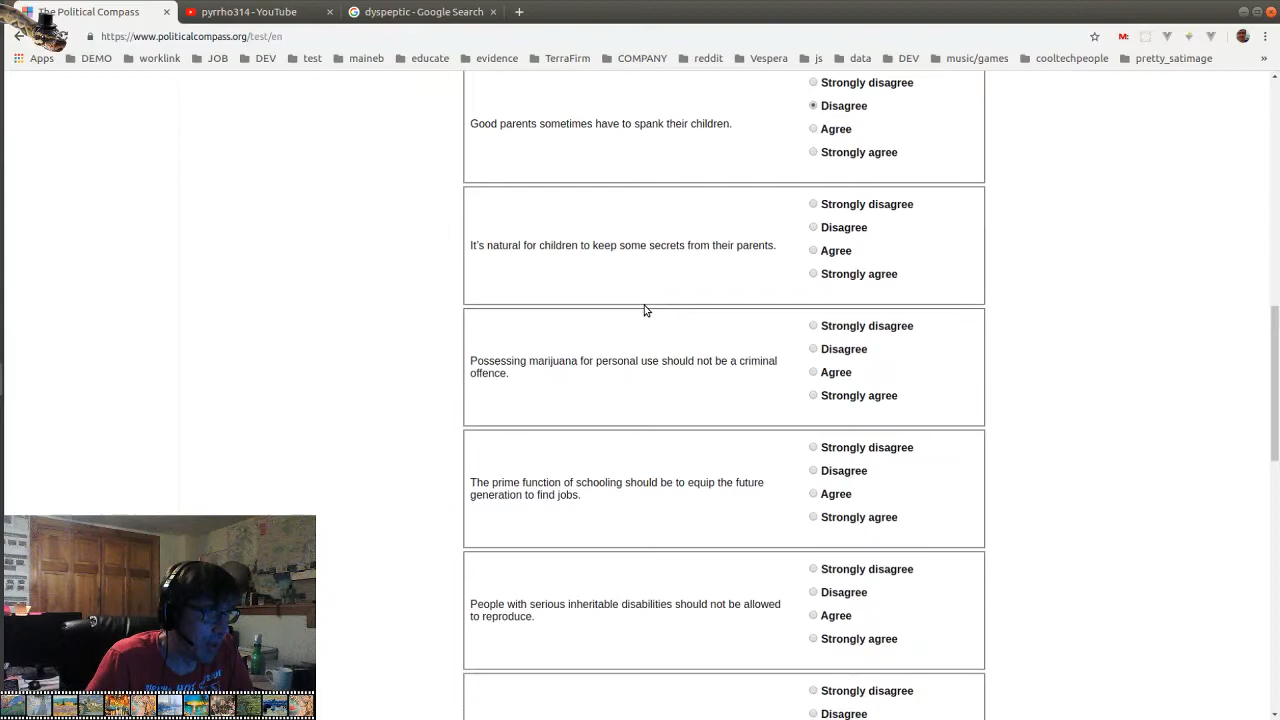 The Political Compass
pyrrho314 - YouTube
dyspeptic - Google Search
https://www.politicalcompass.org/test/en
Apps DEMO worklink JOB DEV test maineb educate evidence TerraFirm COMPANY reddit Vespera js data DEV music/games cooltechpeople pretty_satimage »
Strongly disagree
Disagree
Good parents sometimes have to spank their children.
Agree
Strongly agree
Strongly disagree
Disagree
It's natural for children to keep some secrets from their parents.
Agree
Strongly agree
Strongly disagree
Disagree
Possessing marijuana for personal use should not be a criminal
offence.
Agree
Strongly agree
Strongly disagree
Disagree
The prime function of schooling should be to equip the future
generation to find jobs.
Agree
Strongly agree
Strongly disagree
Disagree
People with serious inheritable disabilities should not be allowed
to reproduce.
Agree
Strongly agree
Strongly disagree
Disagree